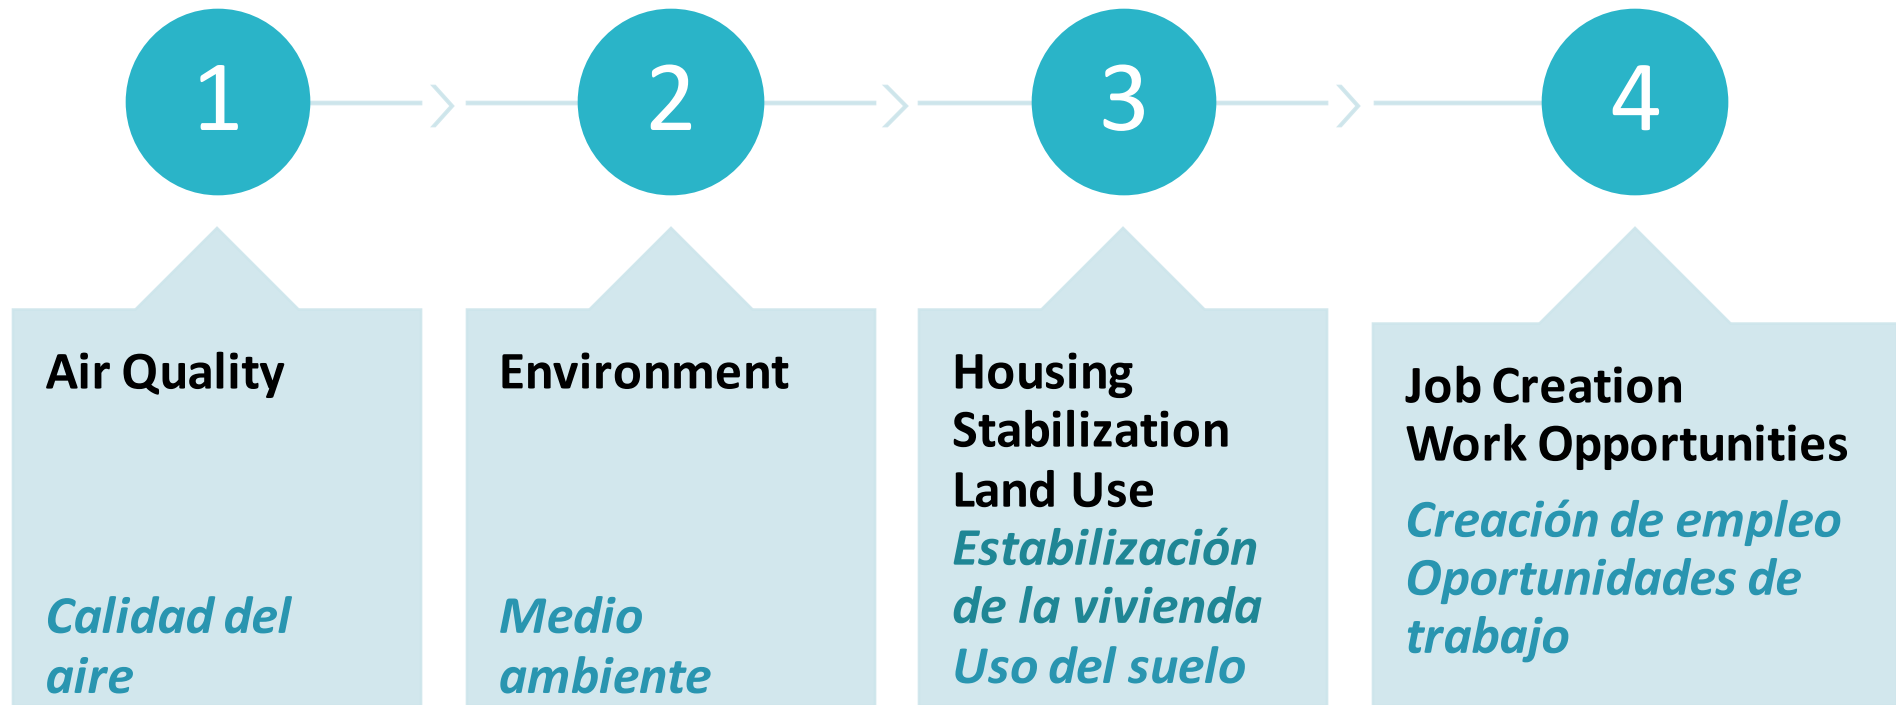 1
2
3
4
Air Quality
Calidad del
aire
Environment
Medio
ambiente
Housing
Stabilization
Land Use
Estabilización
de la vivienda
Uso del suelo
Job Creation
Work Opportunities
Creación de empleo
Oportunidades de
trabajo